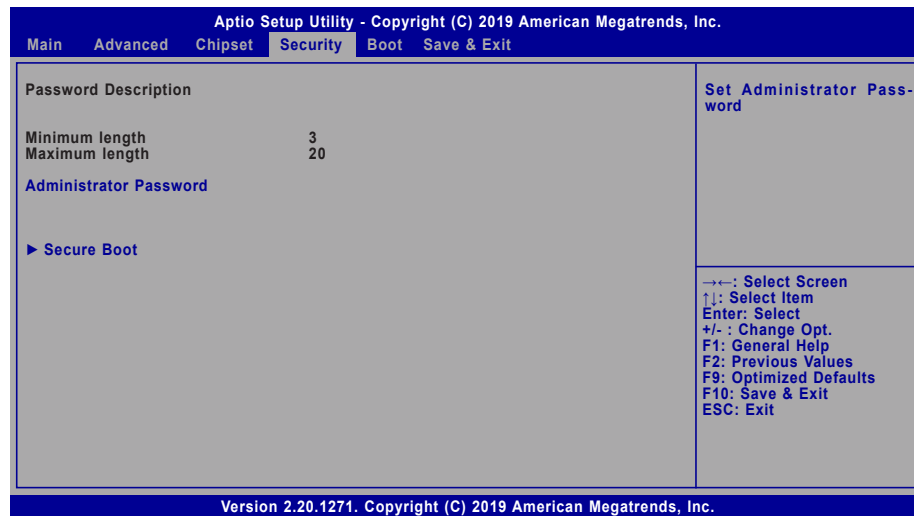 Aptio Setup Utility - Copyright (C) 2019 American Megatrends, Inc.
Main Advanced Chipset Security Boot Save & Exit
Password Description
Minimum length 3
Maximum length 20
Administrator Password
► Secure Boot
Set Administrator Pass-
word
→←: Select Screen
↑↓: Select Item
Enter: Select
+/- : Change Opt.
F1: General Help
F2: Previous Values
F9: Optimized Defaults
F10: Save & Exit
ESC: Exit
Version 2.20.1271. Copyright (C) 2019 American Megatrends, Inc.